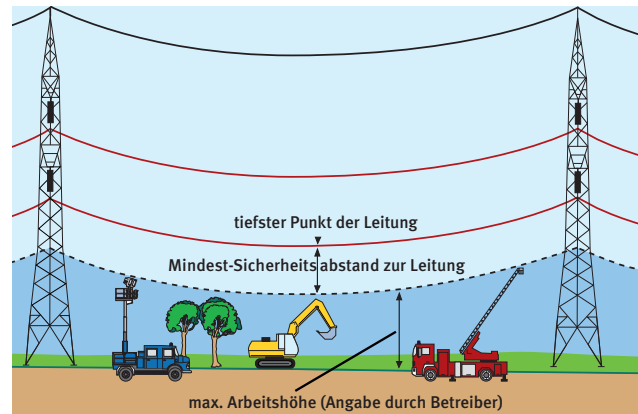 tiefster Punkt der Leitung
Mindest-Sicherheitsabstand zur Leitung
max. Arbeitshöhe (Angabe durch Betreiber)